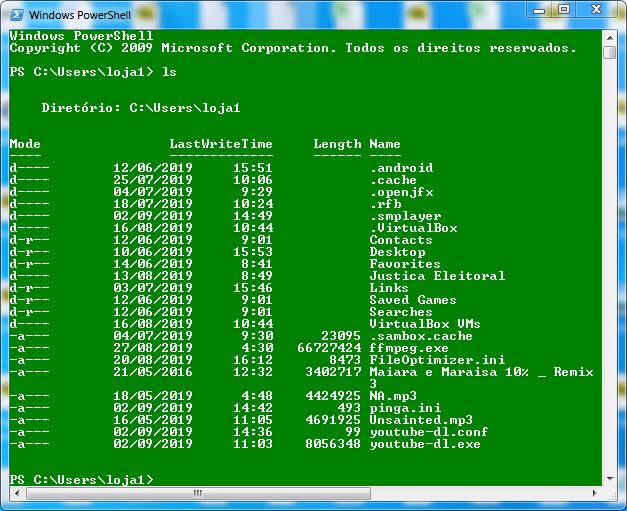 Windows PowerShell
Windows PowerShell
Copyright (C) 2009 Microsoft Corporation. Todos os direitos reservados.
PS C:\Users\loja1> ls
Diretório: C:\Users\loja1
Mode LastWriteTime Length Name
---- ------------- ------ ----
d---- 12/06/2019 15:51 .android
d---- 25/07/2019 10:06 .cache
d---- 04/07/2019 9:29 .openjfx
d---- 18/07/2019 10:24 .rfb
d---- 02/09/2019 14:49 .smplayer
d---- 16/08/2019 10:44 .VirtualBox
d-r-- 12/06/2019 9:01 Contacts
d-r-- 10/06/2019 15:53 Desktop
d-r-- 14/06/2019 8:41 Favorites
d---- 13/08/2019 8:49 Justica Eleitoral
d-r-- 03/07/2019 15:46 Links
d-r-- 12/06/2019 9:01 Saved Games
d-r-- 12/06/2019 9:01 Searches
d---- 16/08/2019 10:44 VirtualBox VMs
-a--- 04/07/2019 9:30 23095 .sambox.cache
-a--- 27/08/2019 4:30 66727424 ffmpeg.exe
-a--- 20/08/2019 16:12 8473 FileOptimizer.ini
-a--- 21/05/2016 12:32 3402717 Maiara e Maraisa 10% _ Remix
3
-a--- 18/05/2019 4:48 4424925 NA.mp3
-a--- 02/09/2019 14:42 493 pinga.ini
-a--- 16/05/2019 11:05 4691925 Unsainted.mp3
-a--- 02/09/2019 14:36 99 youtube-dl.conf
-a--- 02/09/2019 11:03 8056348 youtube-dl.exe
PS C:\Users\loja1>